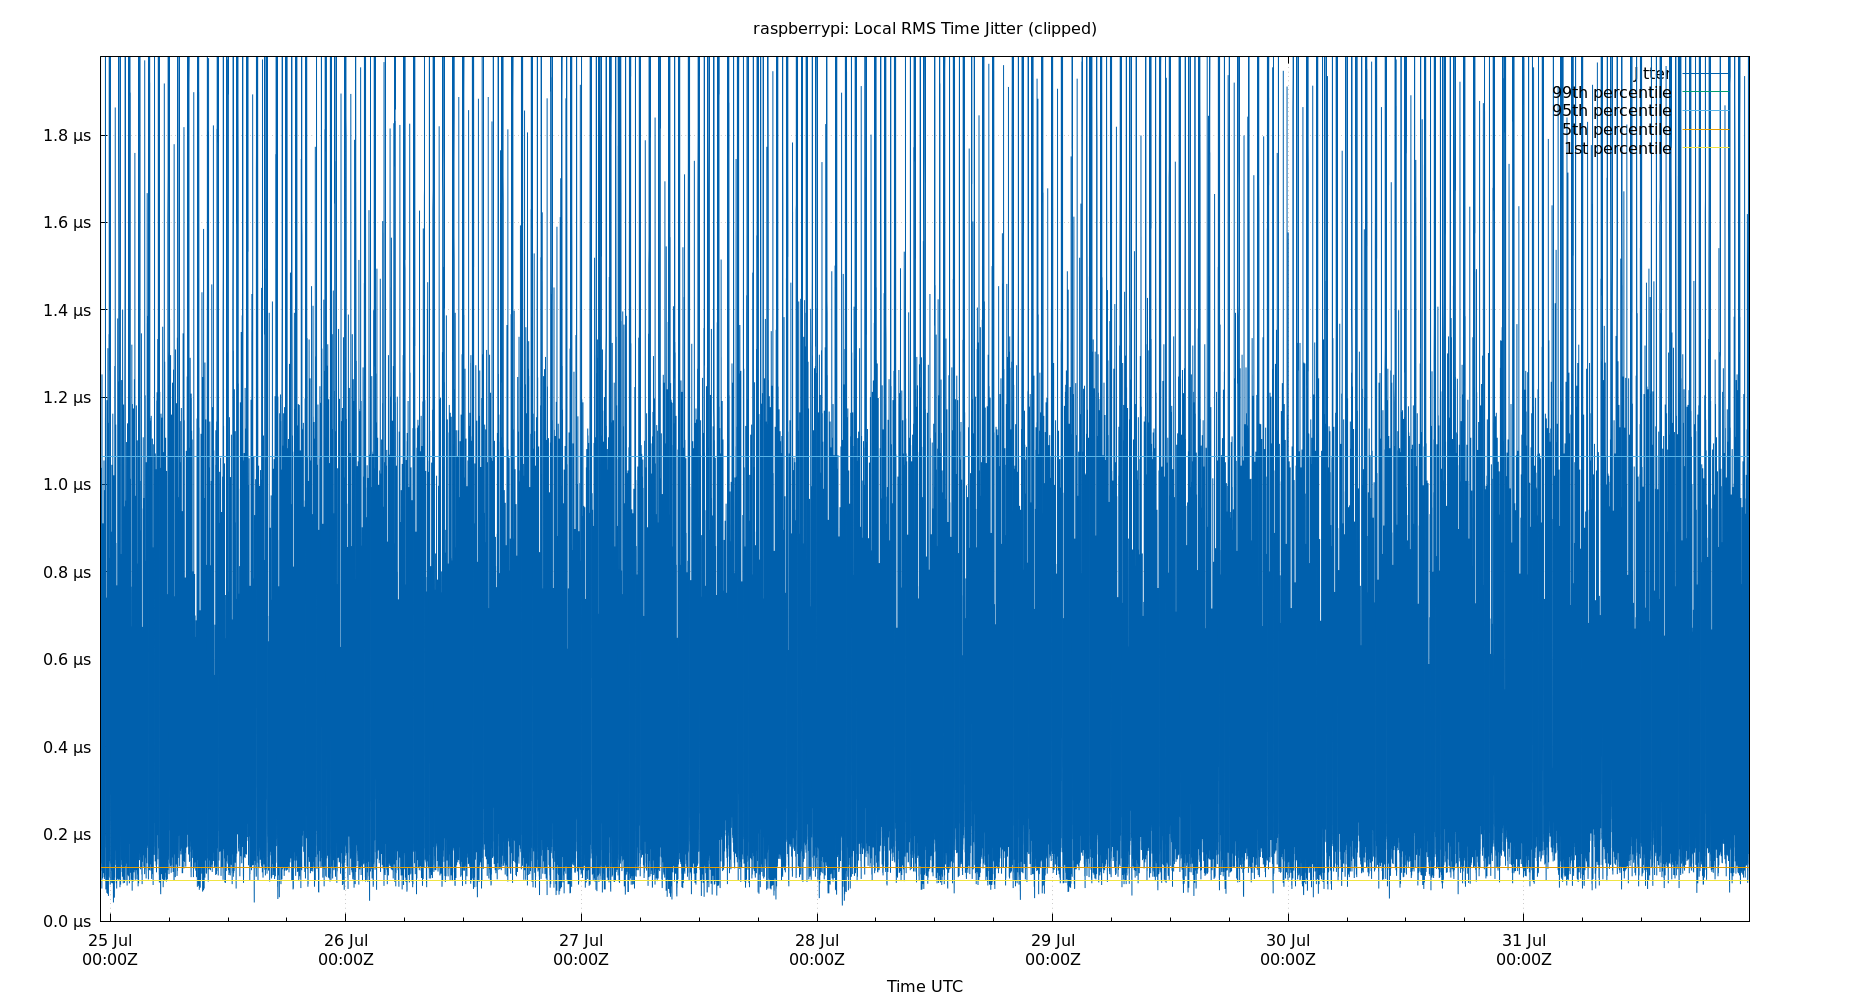 raspberrypi: Local RMS Time Jitter (clipped)
Jitter
99th percentile
95th percentile
5th percentile
1st percentile
1.8 µs
1.6 µs
1.4 µs
1.2 µs
1.0 µs
0.8 µs
0.6 µs
0.4 µs
0.2 µs
0.0 µs
25 Jul 26 Jul 27 Jul 28 Jul 29 Jul 30 Jul 31 Jul
00:00Z 00:00Z 00:00Z 00:00Z 00:00Z 00:00Z 00:00Z
Time UTC